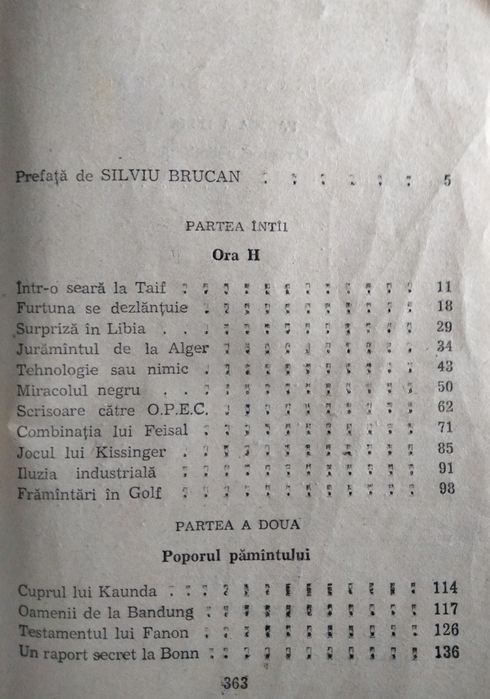 Prefață de SILVIU BRUCAN . . . . . . 5
PARTEA ÎNTÎI
Ora H
Într-o seară la Taif . . . . . . . . . . . . 11
Furtuna se dezlănțuie . . . . . . . . . . . 18
Surpriză în Libia . . . . . . . . . . . . 29
Jurămîntul de la Alger . . . . . . . . . . 34
Tehnologie sau nimic . . . . . . . . . . . 43
Miracolul negru . . . . . . . . . . . . . 50
Scrisoare către O.P.E.C. . . . . . . . . . . 62
Combinația lui Feisal . . . . . . . . . . . 71
Jocul lui Kissinger . . . . . . . . . . . . 85
Iluzia industrială . . . . . . . . . . . . 91
Frămîntări în Golf . . . . . . . . . . . . 98
PARTEA A DOUA
Poporul pămîntului
Cuprul lui Kaunda . . . . . . . . . . . . 114
Oamenii de la Bandung . . . . . . . . . . . 117
Testamentul lui Fanon . . . . . . . . . . . 126
Un raport secret la Bonn . . . . . . . . . . 136
363